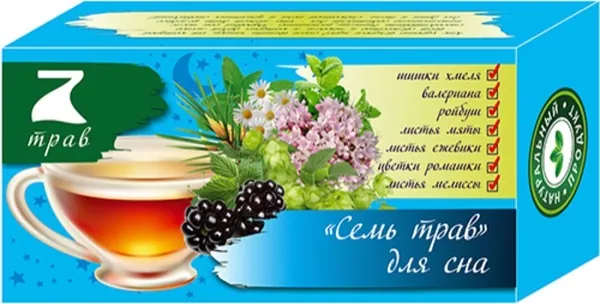 7
трав
шишки хмеля
валериана
ройбуш
листья мяты
листья ежевики
цветки ромашки
листья мелиссы
НАТУРАЛЬНЫЙ ПРОДУКТ
«Семь трав»
для сна